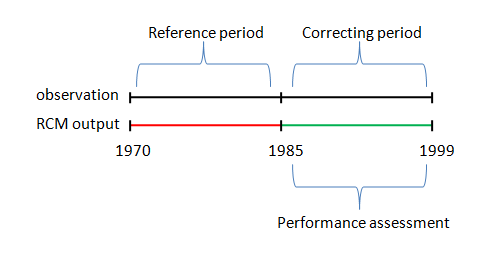 Reference period Correcting period
observation
RCM output
1970 1985 1999
Performance assessment